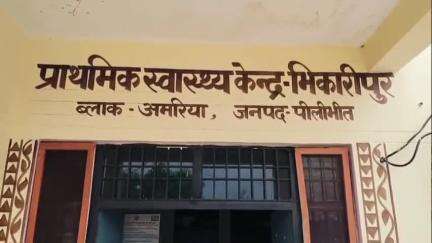 प्राथमिक स्वास्थ्य केन्द्र-भिकारीपुर
ब्लाक - अमरिया, जनपद-पीलीभीत